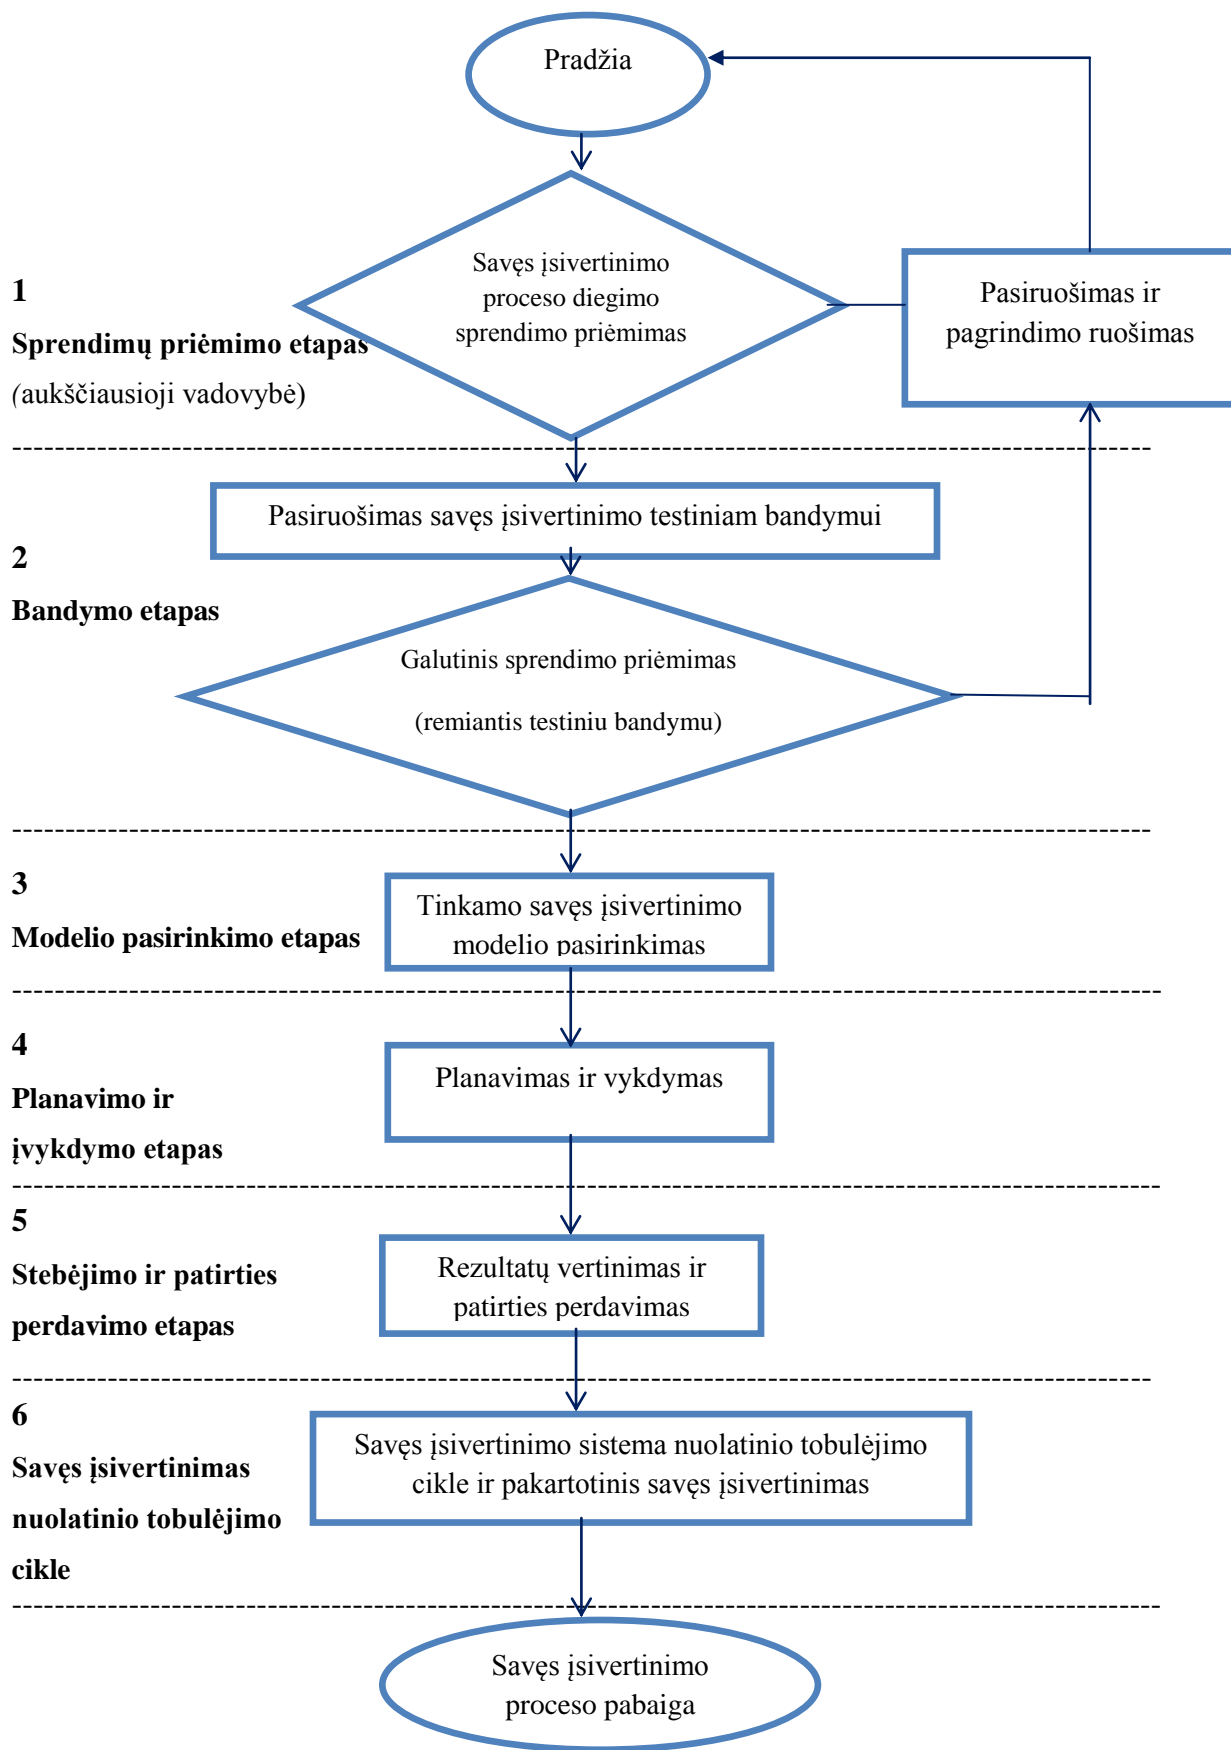 Pradžia
Savęs įsivertinimo
proceso diegimo
sprendimo priėmimas
Pasiruošimas ir
pagrindimo ruošimas
1
Sprendimų priėmimo etapas
(aukščiausioji vadovybė)
Pasiruošimas savęs įsivertinimo testiniam bandymui
2
Bandymo etapas
Galutinis sprendimo priėmimas
(remiantis testiniu bandymu)
3
Modelio pasirinkimo etapas
Tinkamo savęs įsivertinimo
modelio pasirinkimas
4
Planavimo ir
įvykdymo etapas
Planavimas ir vykdymas
5
Stebėjimo ir patirties
perdavimo etapas
Rezultatų vertinimas ir
patirties perdavimas
6
Savęs įsivertinimas
nuolatinio tobulėjimo
cikle
Savęs įsivertinimo sistema nuolatinio tobulėjimo
cikle ir pakartotinis savęs įsivertinimas
Savęs įsivertinimo
proceso pabaiga